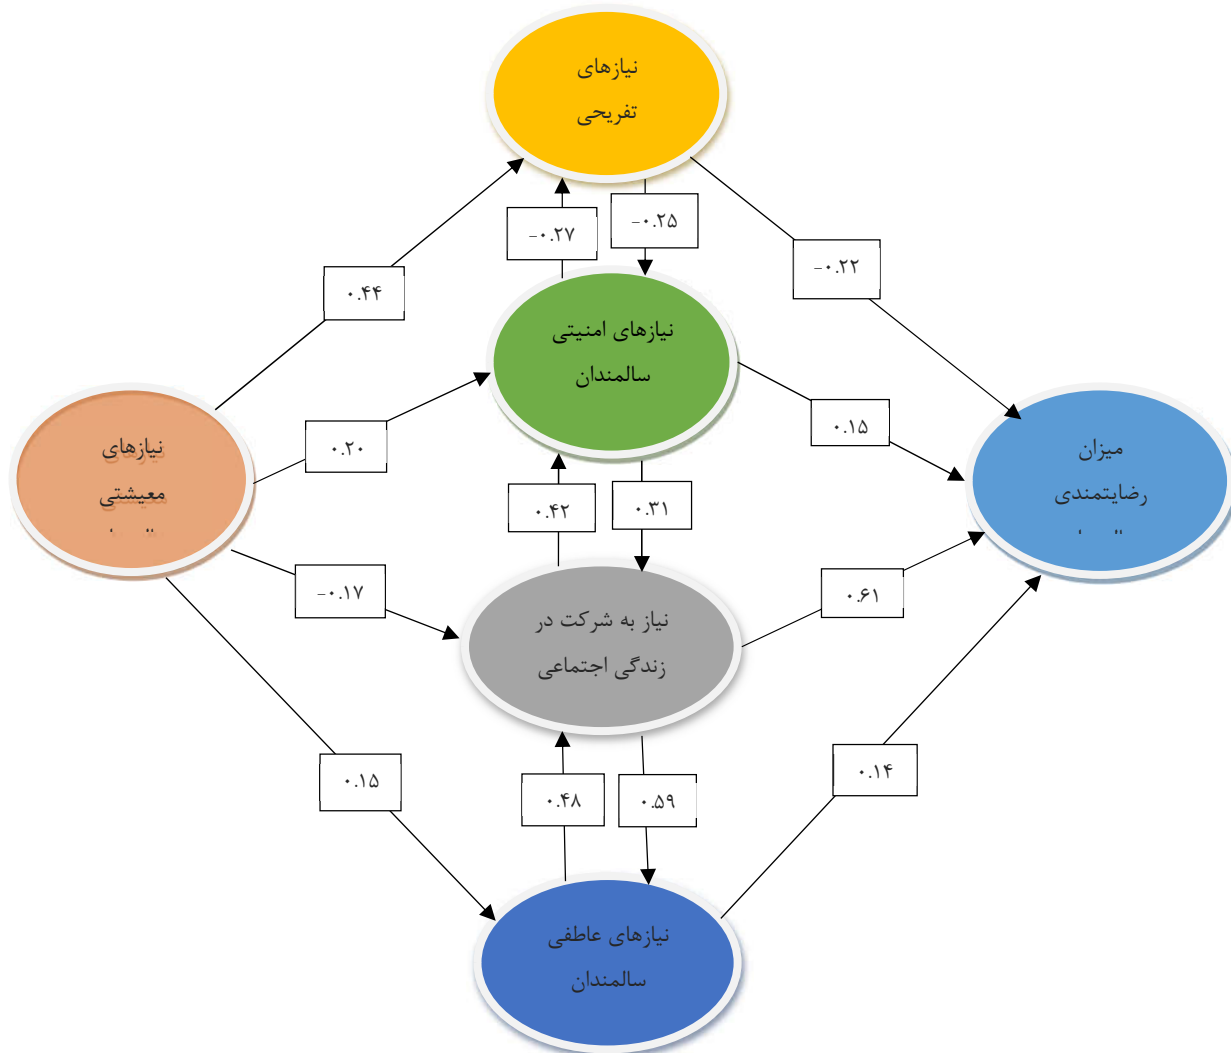 نیازهای
تفریحی
-۰.۲۷
-۰.۲۵
-۰.۲۲
۰.۴۴
نیازهای امنیتی
سالمندان
۰.۲۰
۰.۱۵
نیازهای
معیشتی
میزان
رضایتمندی
۰.۴۲
۰.۳۱
-۰.۱۷
۰.۶۱
نیاز به شرکت در
زندگی اجتماعی
۰.۱۵
۰.۴۸
۰.۵۹
۰.۱۴
نیازهای عاطفی
سالمندان